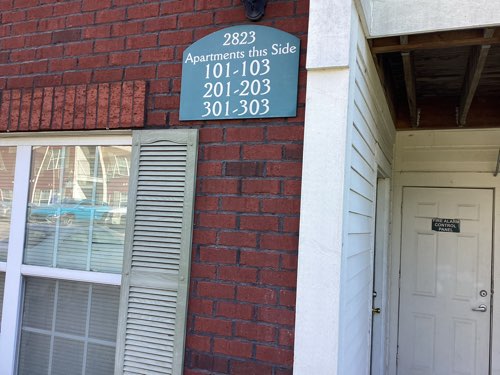 2823
Apartments this Side
101-103
201-203
301-303
FIRE ALARM
CONTROL
PANEL